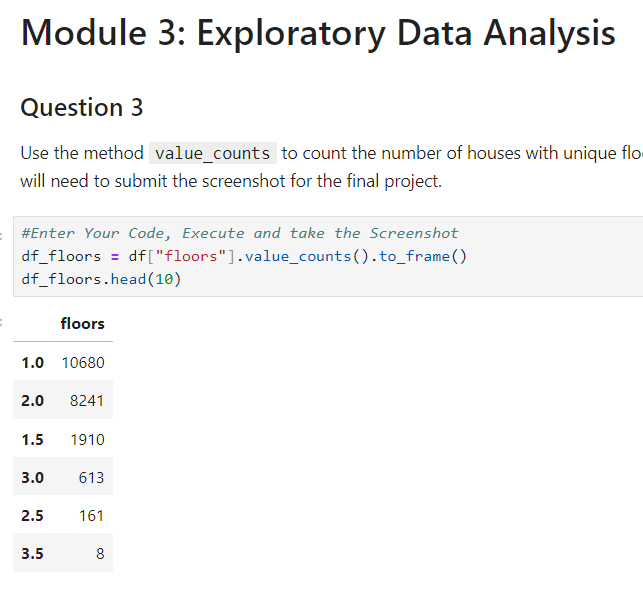 Module 3: Exploratory Data Analysis
Question 3
Use the method value_counts to count the number of houses with unique flo
will need to submit the screenshot for the final project.
#Enter Your Code, Execute and take the Screenshot
df_floors = df["floors"].value_counts().to_frame()
df_floors.head(10)
floors
1.0 10680
2.0 8241
1.5 1910
3.0 613
2.5 161
3.5 8